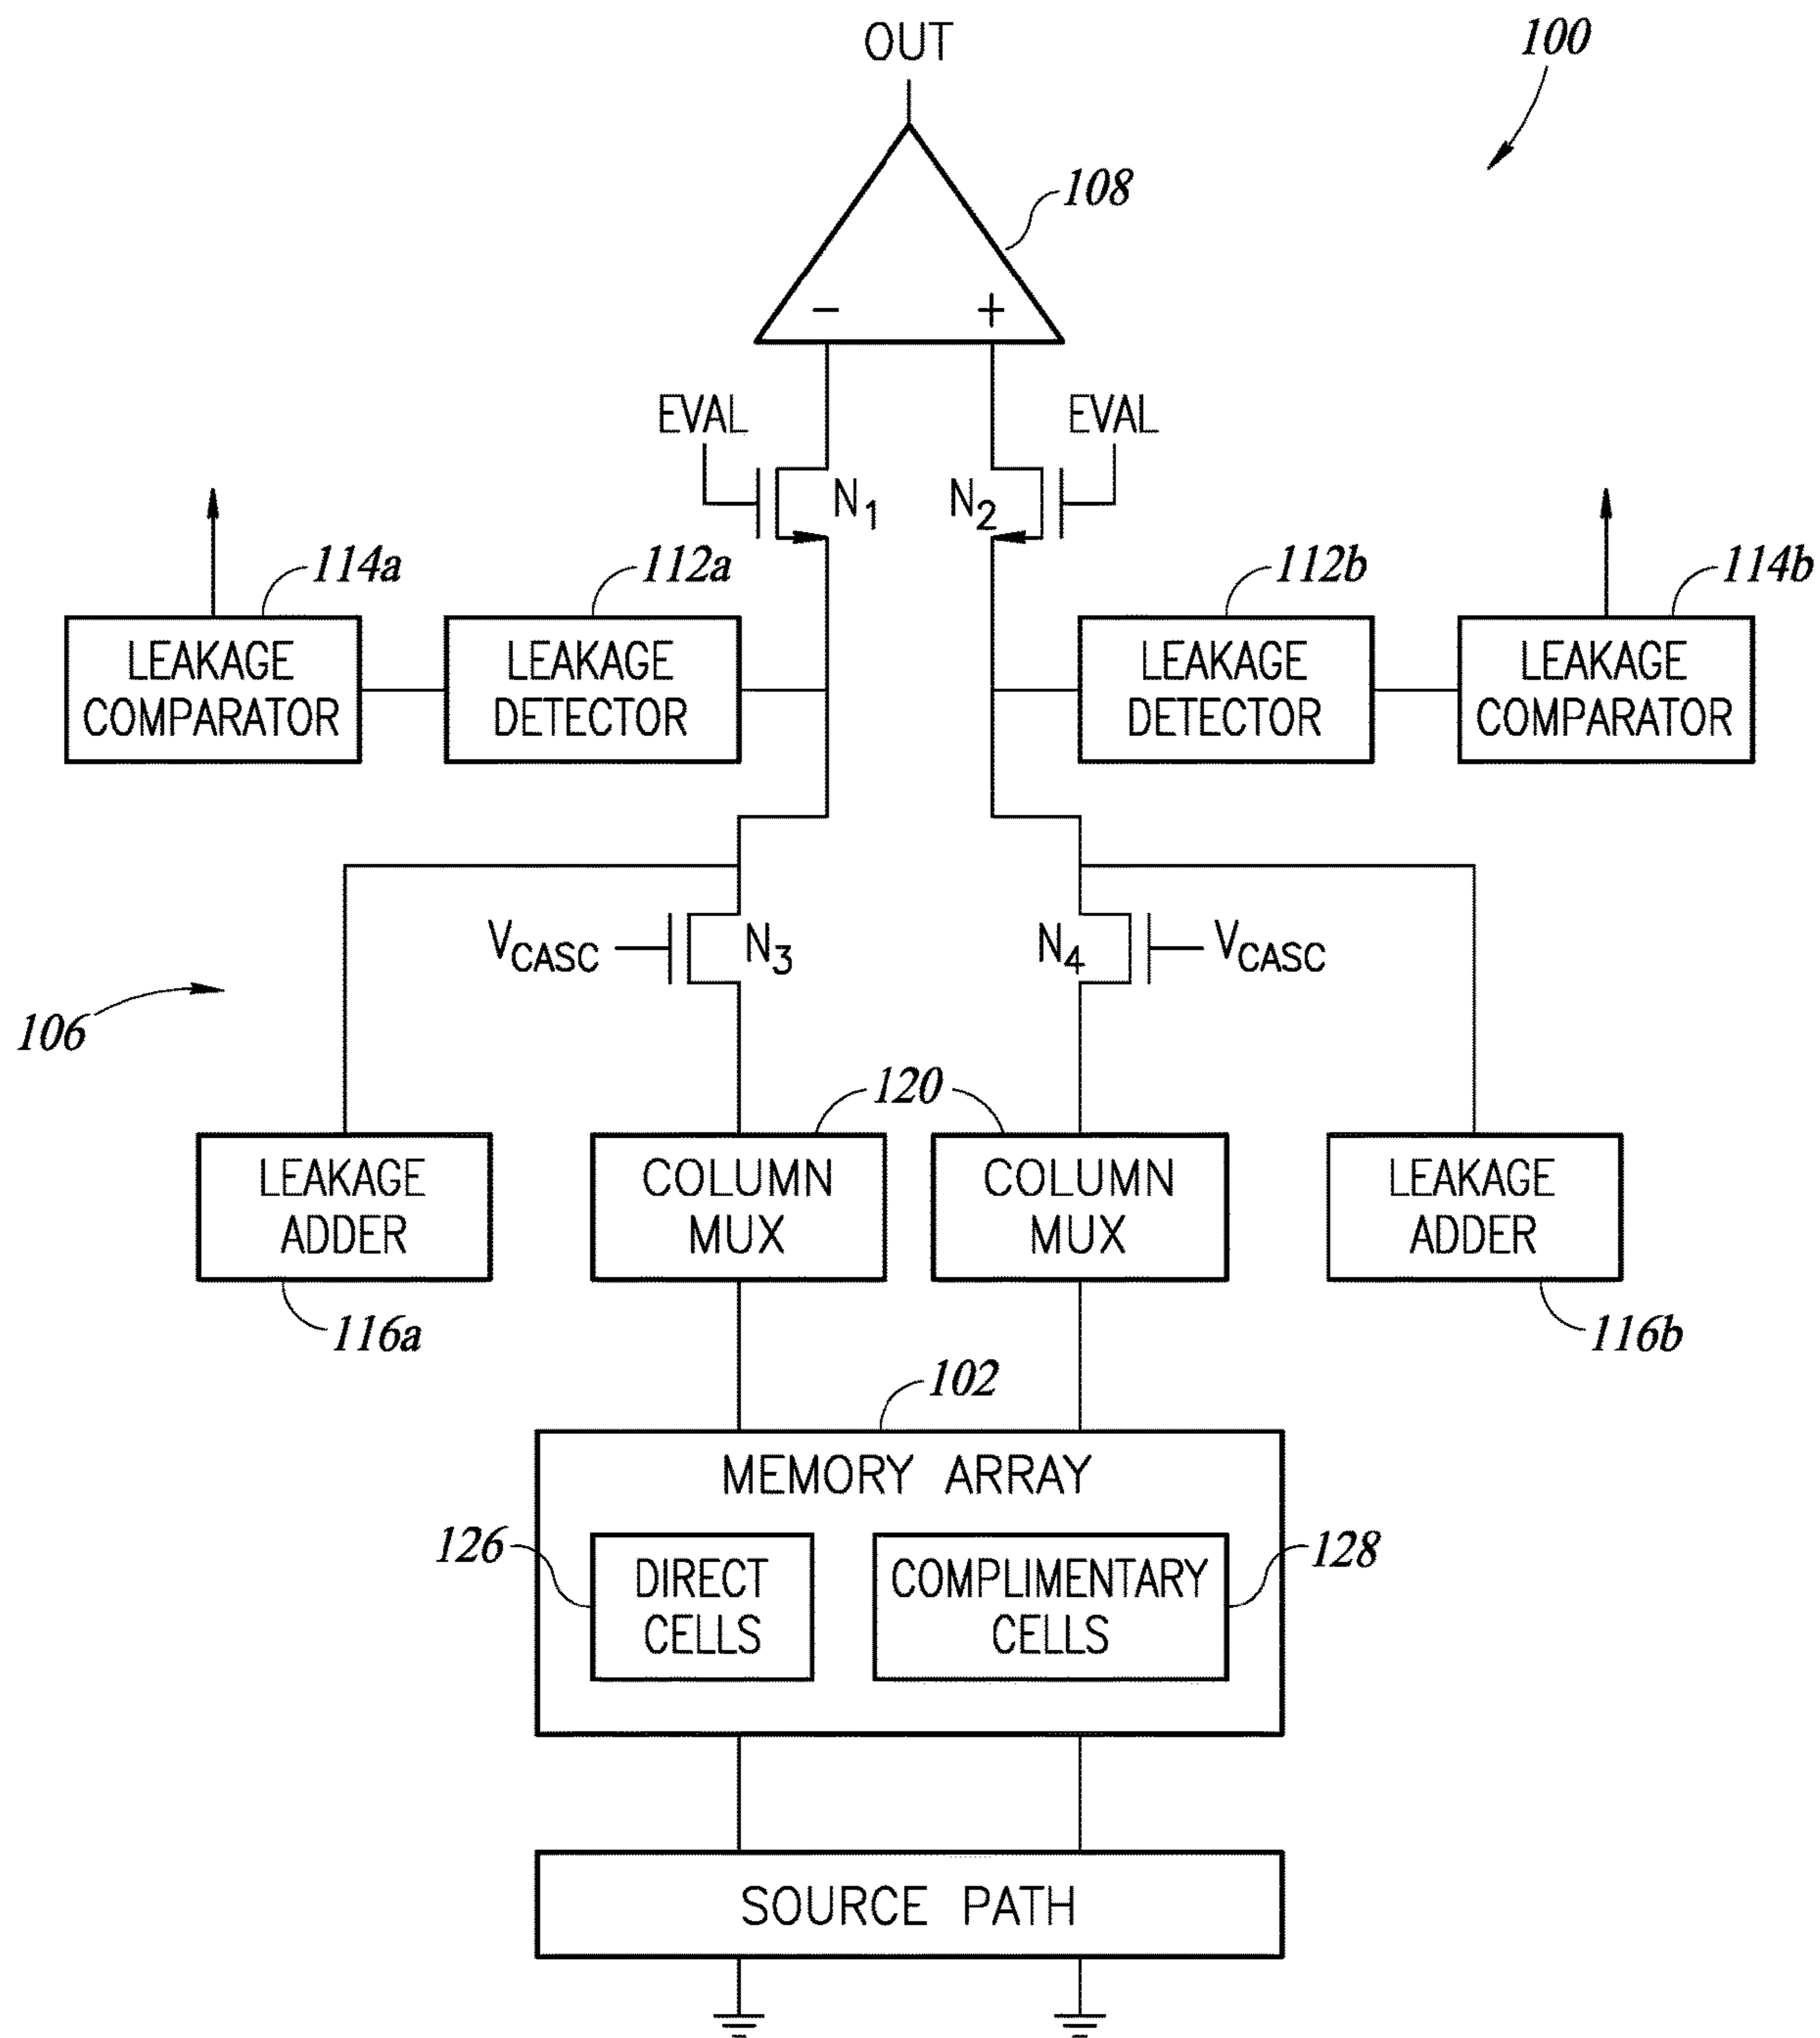 OUT
100
108
− +
EVAL EVAL
N1 N2
114a 112a 112b 114b
LEAKAGE COMPARATOR
LEAKAGE DETECTOR
LEAKAGE DETECTOR
LEAKAGE COMPARATOR
VCASC N3 N4 VCASC
106
120
LEAKAGE ADDER
COLUMN MUX
COLUMN MUX
LEAKAGE ADDER
116a 116b
102
MEMORY ARRAY
126 128
DIRECT CELLS
COMPLIMENTARY CELLS
SOURCE PATH